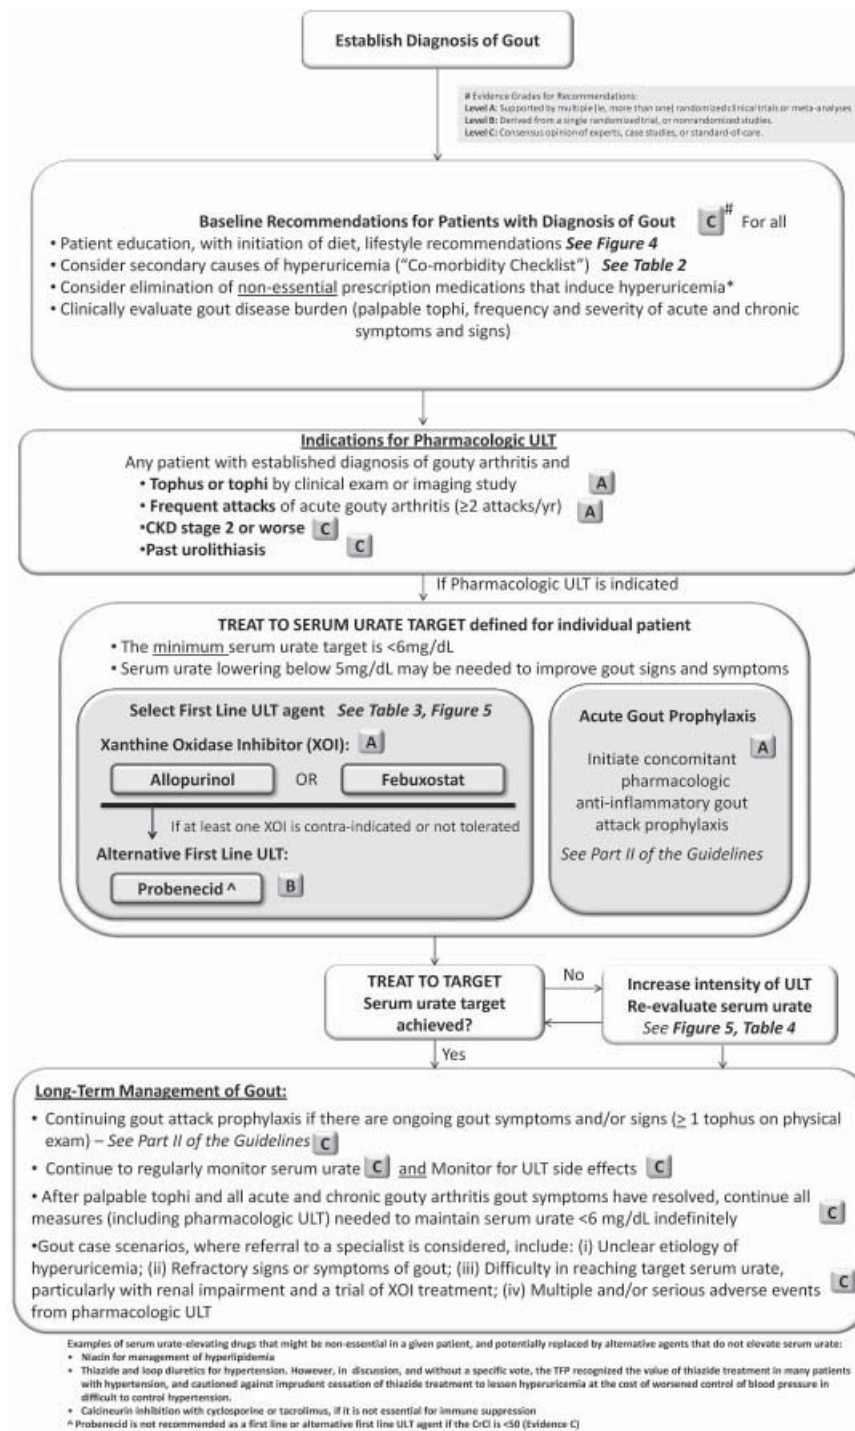 Establish Diagnosis of Gout
# Evidence Grades for Recommendations:
Level A: Supported by multiple (ie, more than one) randomized clinical trials or meta-analyses
Level B: Derived from a single randomized trial, or nonrandomized studies.
Level C: Consensus opinion of experts, case studies, or standard-of-care.
Baseline Recommendations for Patients with Diagnosis of Gout C # For all
• Patient education, with initiation of diet, lifestyle recommendations See Figure 4
• Consider secondary causes of hyperuricemia (“Co-morbidity Checklist”) See Table 2
• Consider elimination of non-essential prescription medications that induce hyperuricemia*
• Clinically evaluate gout disease burden (palpable tophi, frequency and severity of acute and chronic
symptoms and signs)
Indications for Pharmacologic ULT
Any patient with established diagnosis of gouty arthritis and
• Tophus or tophi by clinical exam or imaging study A
• Frequent attacks of acute gouty arthritis (≥2 attacks/yr) A
•CKD stage 2 or worse C
•Past urolithiasis C
If Pharmacologic ULT is indicated
TREAT TO SERUM URATE TARGET defined for individual patient
• The minimum serum urate target is <6mg/dL
• Serum urate lowering below 5mg/dL may be needed to improve gout signs and symptoms
Select First Line ULT agent See Table 3, Figure 5
Xanthine Oxidase Inhibitor (XOI): A
Allopurinol OR Febuxostat
If at least one XOI is contra-indicated or not tolerated
Alternative First Line ULT:
Probenecid ^ B
Acute Gout Prophylaxis
A
Initiate concomitant
pharmacologic
anti-inflammatory gout
attack prophylaxis
See Part II of the Guidelines
TREAT TO TARGET
Serum urate target
achieved?
No
Increase intensity of ULT
Re-evaluate serum urate
See Figure 5, Table 4
Yes
Long-Term Management of Gout:
• Continuing gout attack prophylaxis if there are ongoing gout symptoms and/or signs (≥ 1 tophus on physical
exam) – See Part II of the Guidelines C
• Continue to regularly monitor serum urate C and Monitor for ULT side effects C
• After palpable tophi and all acute and chronic gouty arthritis gout symptoms have resolved, continue all
measures (including pharmacologic ULT) needed to maintain serum urate <6 mg/dL indefinitely C
•Gout case scenarios, where referral to a specialist is considered, include: (i) Unclear etiology of
hyperuricemia; (ii) Refractory signs or symptoms of gout; (iii) Difficulty in reaching target serum urate,
particularly with renal impairment and a trial of XOI treatment; (iv) Multiple and/or serious adverse events C
from pharmacologic ULT
Examples of serum urate-elevating drugs that might be non-essential in a given patient, and potentially replaced by alternative agents that do not elevate serum urate:
• Niacin for management of hyperlipidemia
• Thiazide and loop diuretics for hypertension. However, in discussion, and without a specific vote, the TFP recognized the value of thiazide treatment in many patients
with hypertension, and cautioned against imprudent cessation of thiazide treatment to lessen hyperuricemia at the cost of worsened control of blood pressure in
difficult to control hypertension.
• Calcineurin inhibition with cyclosporine or tacrolimus, if it is not essential for immune suppression
^ Probenecid is not recommended as a first line or alternative first line ULT agent if the CrCl is <50 (Evidence C)